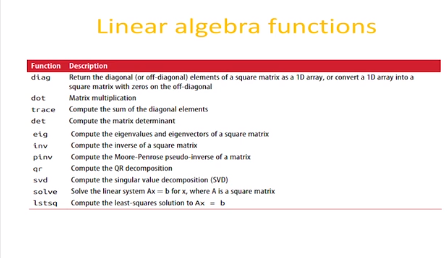 Linear algebra functions
Function Description
diag Return the diagonal (or off-diagonal) elements of a square matrix as a 1D array, or convert a 1D array into a
square matrix with zeros on the off-diagonal
dot Matrix multiplication
trace Compute the sum of the diagonal elements
det Compute the matrix determinant
eig Compute the eigenvalues and eigenvectors of a square matrix
inv Compute the inverse of a square matrix
pinv Compute the Moore-Penrose pseudo-inverse of a matrix
qr Compute the QR decomposition
svd Compute the singular value decomposition (SVD)
solve Solve the linear system Ax = b for x, where A is a square matrix
lstsq Compute the least-squares solution to Ax = b